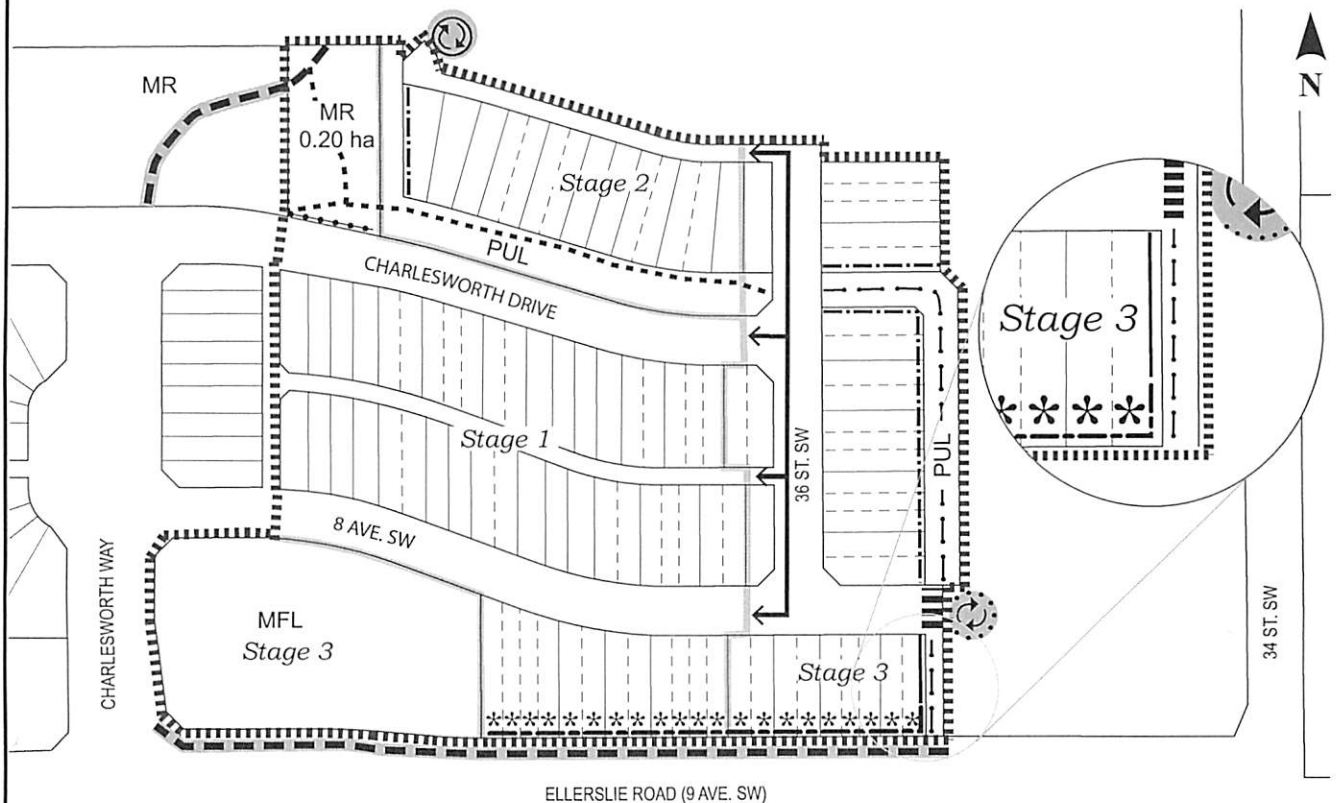 N
MR
MR
0.20 ha
Stage 2
PUL
CHARLESWORTH DRIVE
Stage 3
Stage 1
36 ST. SW
PUL
8 AVE. SW
CHARLESWORTH WAY
MFL
Stage 3
Stage 3
34 ST. SW
ELLERSLIE ROAD (9 AVE. SW)